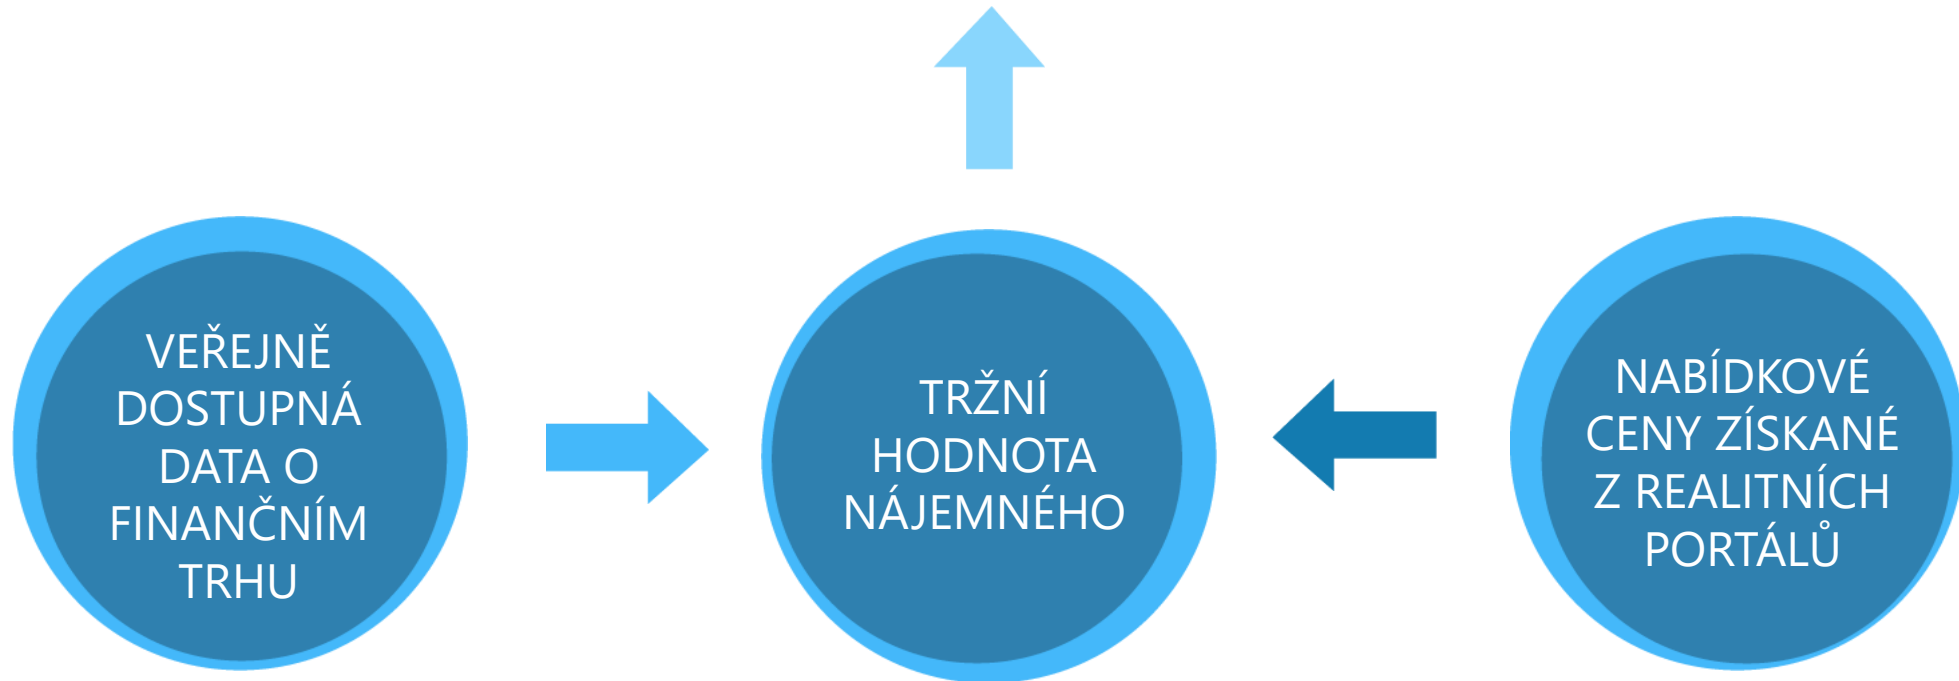 VEŘEJNĚ
DOSTUPNÁ
DATA O
FINANČNÍM
TRHU
TRŽNÍ
HODNOTA
NÁJEMNÉHO
NABÍDKOVÉ
CENY ZÍSKANÉ
Z REALITNÍCH
PORTÁLŮ